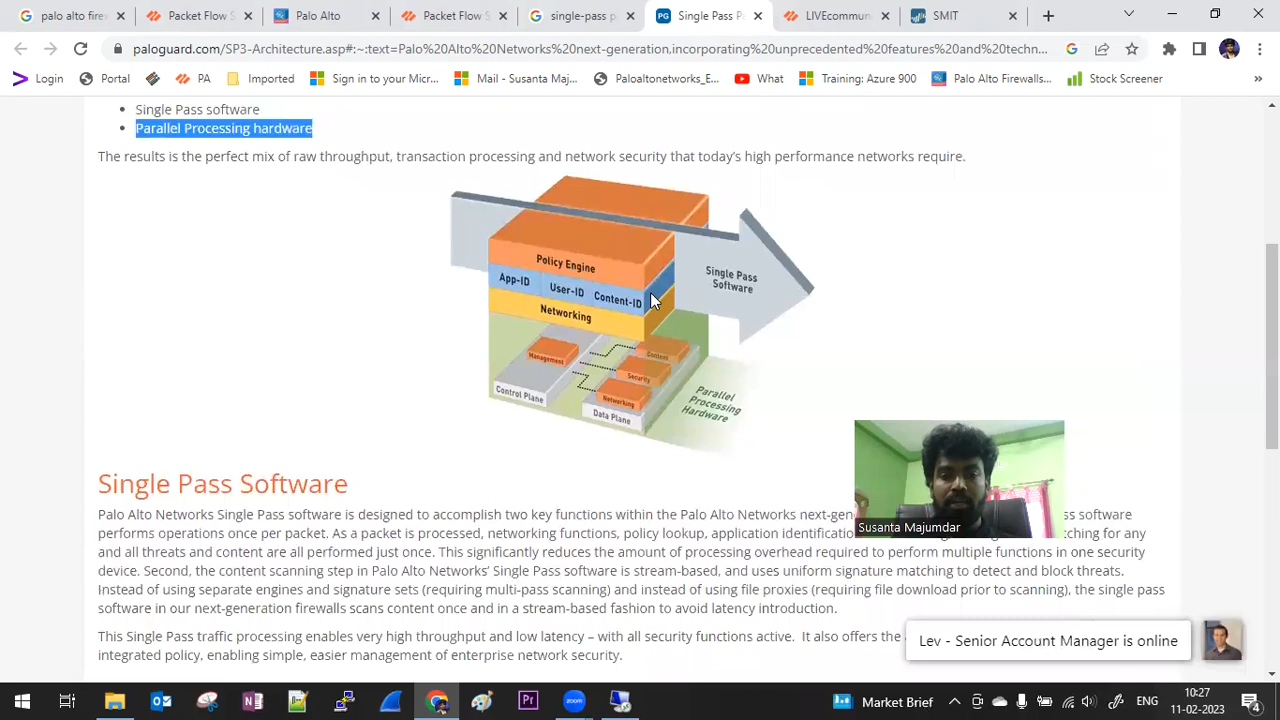 palo alto fire
Packet Flow S
Palo Alto
Packet Flow i
single-pass p
Single Pass P
LIVEcommun
SMIT
paloguard.com/SP3-Architecture.asp#:~:text=Palo%20Alto%20Networks%20next-generation,incorporating%20unprecedented%20features%20and%20techn...
Login
Portal
PA
Imported
Sign in to your Micr...
Mail - Susanta Maj...
Paloaltonetworks_E...
What
Training: Azure 900
Palo Alto Firewalls...
Stock Screener
• Single Pass software
• Parallel Processing hardware
The results is the perfect mix of raw throughput, transaction processing and network security that today's high performance networks require.
Policy Engine
App-ID User-ID Content-ID
Networking
Single Pass
Software
Management
Content
Security
Networking
Control Plane
Data Plane
Parallel
Processing
Hardware
Single Pass Software
Palo Alto Networks Single Pass software is designed to accomplish two key functions within the Palo Alto Networks next-gen ss software
performs operations once per packet. As a packet is processed, networking functions, policy lookup, application identificatio tching for any
and all threats and content are all performed just once. This significantly reduces the amount of processing overhead required to perform multiple functions in one security
device. Second, the content scanning step in Palo Alto Networks' Single Pass software is stream-based, and uses uniform signature matching to detect and block threats.
Instead of using separate engines and signature sets (requiring multi-pass scanning) and instead of using file proxies (requiring file download prior to scanning), the single pass
software in our next-generation firewalls scans content once and in a stream-based fashion to avoid latency introduction.
This Single Pass traffic processing enables very high throughput and low latency – with all security functions active. It also offers the a
integrated policy, enabling simple, easier management of enterprise network security.
Susanta Majumdar
Lev - Senior Account Manager is online
Market Brief
ENG
10:27
11-02-2023
4